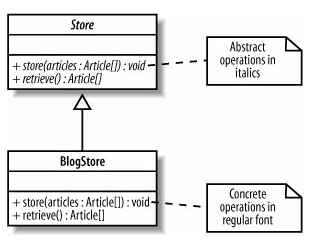 Store
+ store(articles : Article[]) : void
+ retrieve() : Article[]
Abstract
operations in
italics
BlogStore
+ store(articles : Article[]) : void
+ retrieve() : Article[]
Concrete
operations in
regular font